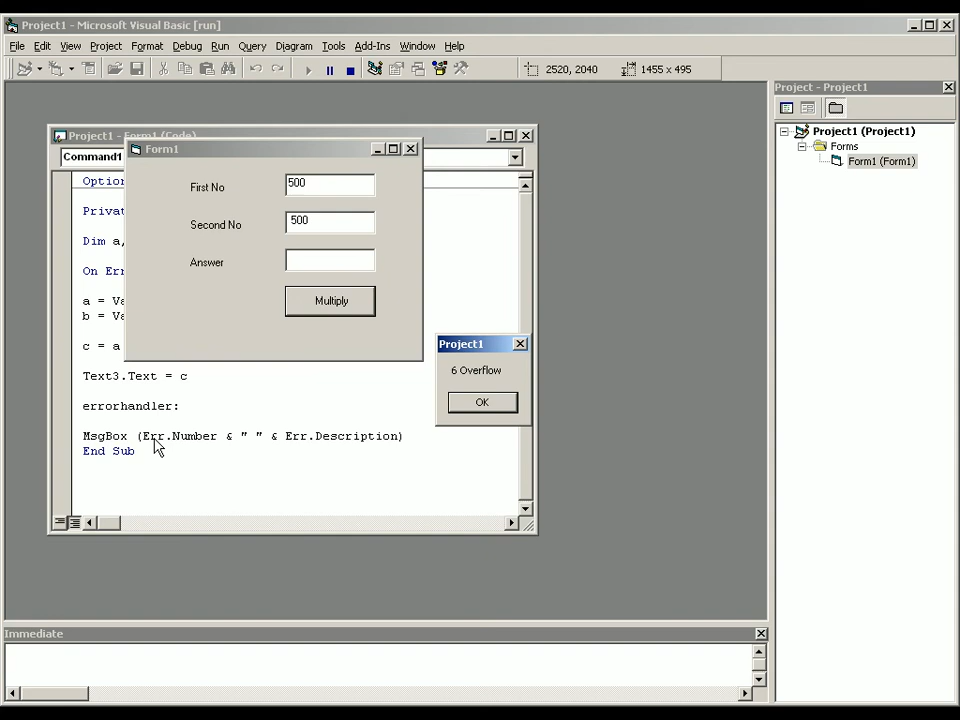 Project1 - Microsoft Visual Basic [run]
File Edit View Project Format Debug Run Query Diagram Tools Add-Ins Window Help
2520, 2040 1455 x 495
Project - Project1
Project1 (Project1)
Forms
Form1 (Form1)
Project1 - Form1 (Code)
Command1
Form1
First No 500
Second No 500
Answer
Multiply
Option
Privat
Dim a,
On Err
a = Va
b = Va
c = a
Text3.Text = c
errorhandler:
MsgBox (Err.Number & " " & Err.Description)
End Sub
Project1
6 Overflow
OK
Immediate